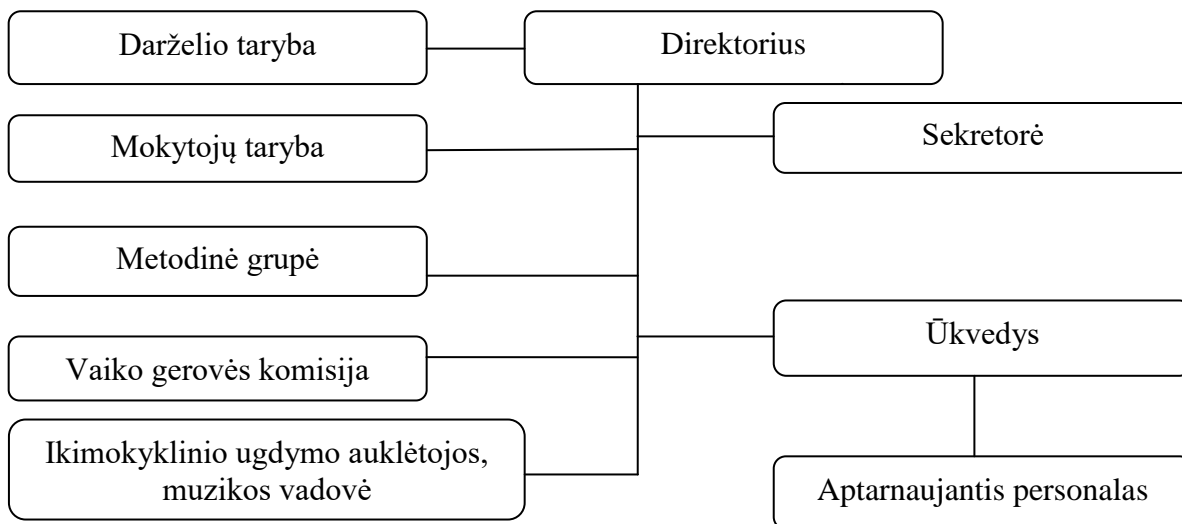 Darželio taryba
Direktorius
Sekretorė
Mokytojų taryba
Metodinė grupė
Ūkvedys
Vaiko gerovės komisija
Ikimokyklinio ugdymo auklėtojos,
muzikos vadovė
Aptarnaujantis personalas